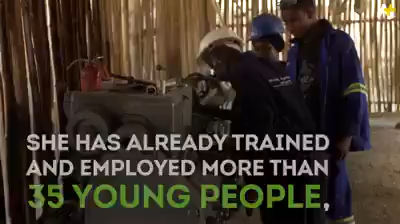 SHE HAS ALREADY TRAINED
AND EMPLOYED MORE THAN
35 YOUNG PEOPLE,